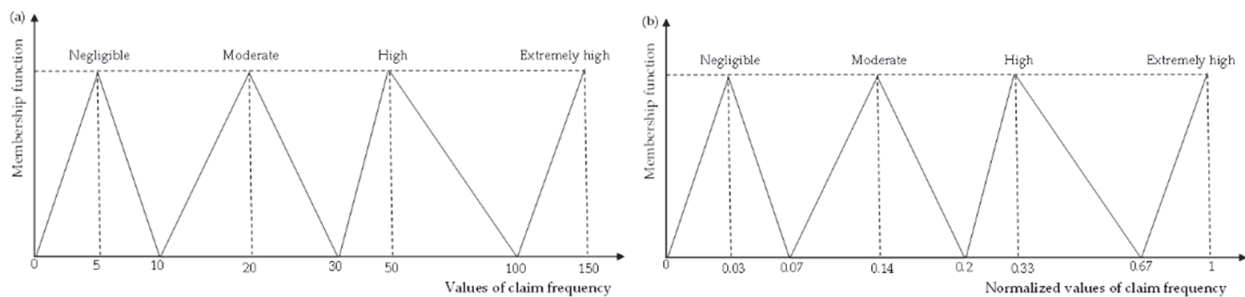 (a)
Membership function
Negligible
Moderate
High
Extremely high
0
5
10
20
30
50
100
150
Values of claim frequency
(b)
Membership function
Negligible
Moderate
High
Extremely high
0
0.03
0.07
0.14
0.2
0.33
0.67
1
Normalized values of claim frequency